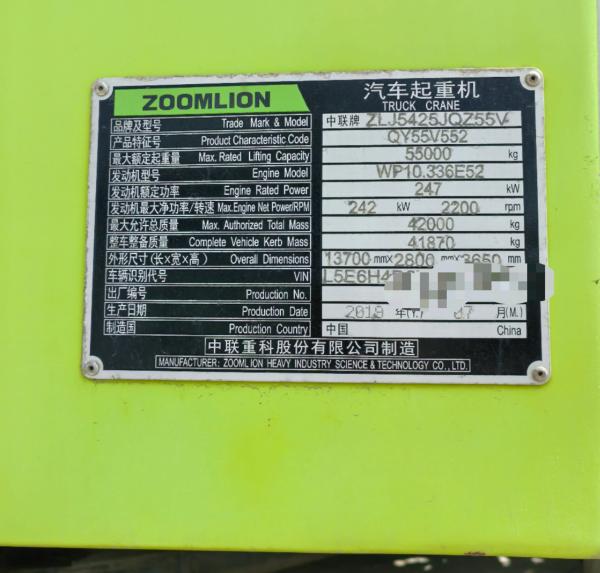 ZOOMLION 汽车起重机
TRUCK CRANE
品牌及型号 Trade Mark & Model 中联牌 ZLJ5425JQZ55V
产品特征号 Product Characteristic Code QY55V552
最大额定起重量 Max. Rated Lifting Capacity 55000 kg
发动机型号 Engine Model WP10.336E52
发动机额定功率 Engine Rated Power 247 kW
发动机最大净功率/转速 Max.Engine Net Power/RPM 242 kW 2200 rpm
最大允许总质量 Max. Authorized Total Mass 42000 kg
整车整备质量 Complete Vehicle Kerb Mass 41870 kg
外形尺寸(长×宽×高) Overall Dimensions 13700 mm×2800 mm×3650 mm
车辆识别代号 VIN L5E6H4
出厂编号 Production No.
生产日期 Production Date 2018 年(Y.) 07 月(M.)
制造国 Production Country 中国 China
中联重科股份有限公司制造
MANUFACTURER: ZOOMLION HEAVY INDUSTRY SCIENCE & TECHNOLOGY CO., LTD.